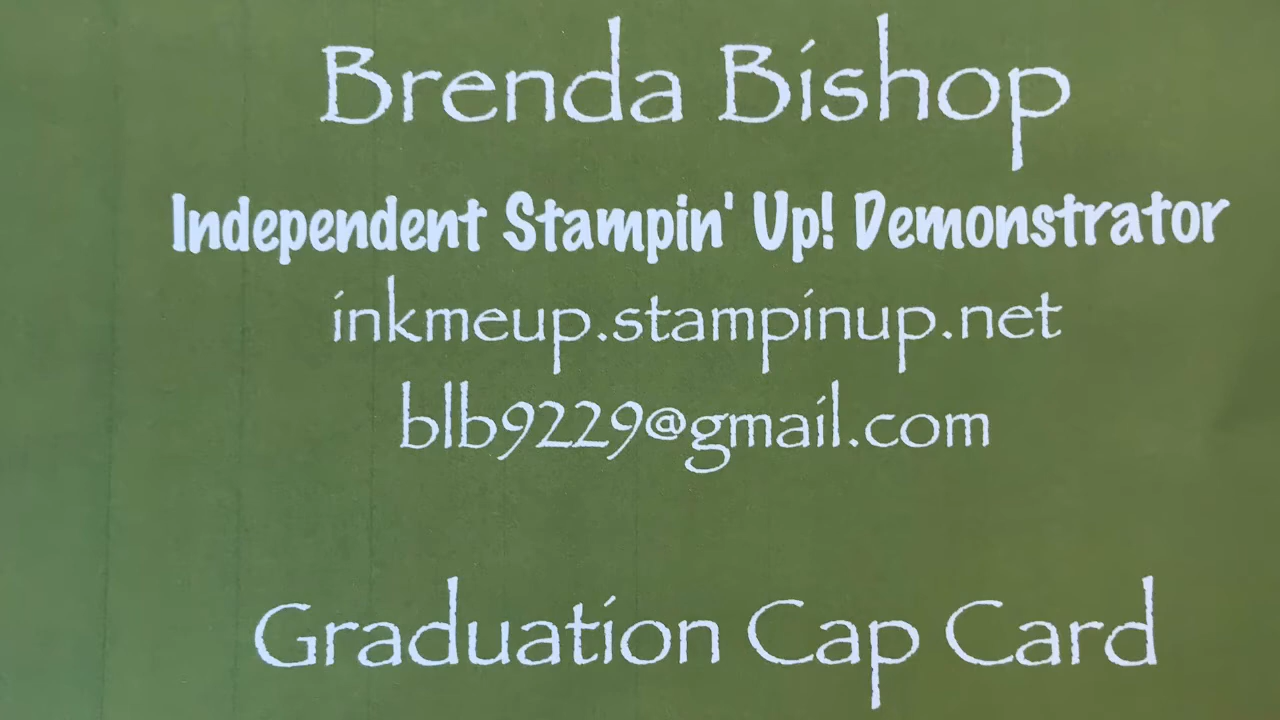 Brenda Bishop
Independent Stampin' Up! Demonstrator
inkmeup.stampinup.net
blb9229@gmail.com
Graduation Cap Card